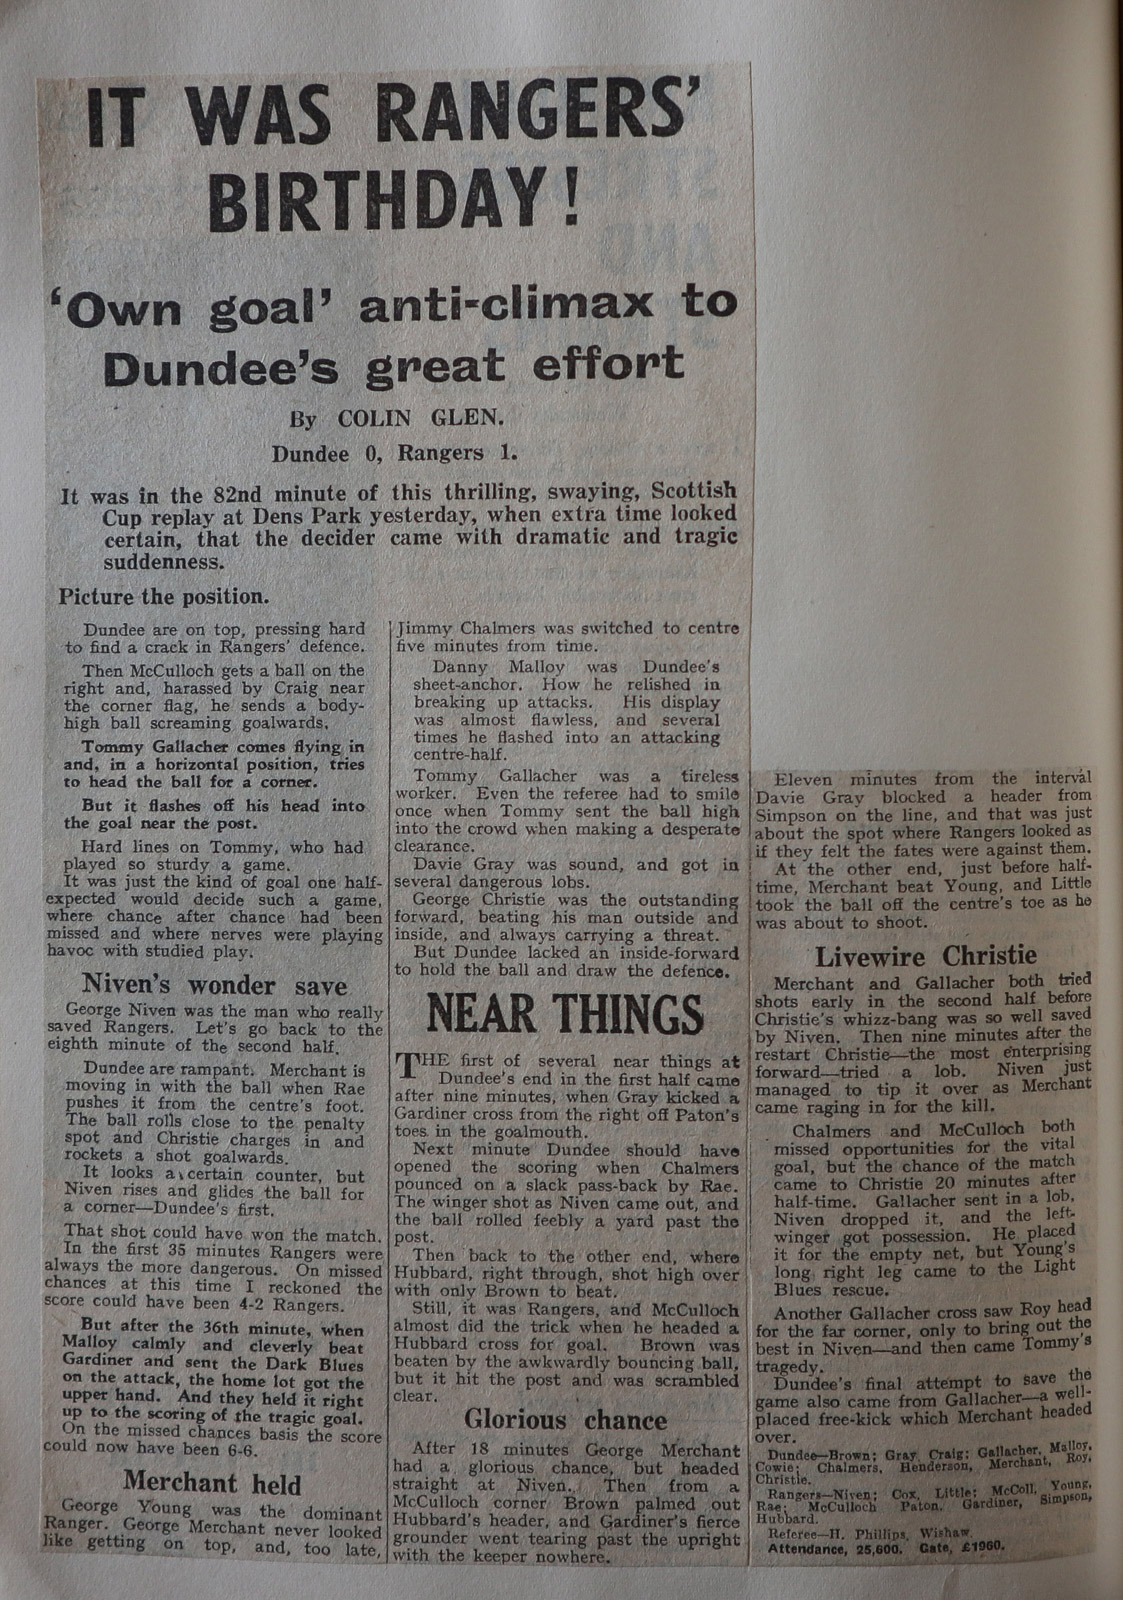 IT WAS RANGERS'
BIRTHDAY!
'Own goal' anti-climax to
Dundee's great effort
By COLIN GLEN.
Dundee 0, Rangers 1.
It was in the 82nd minute of this thrilling, swaying, Scottish
Cup replay at Dens Park yesterday, when extra time looked
certain, that the decider came with dramatic and tragic
suddenness.
Picture the position.
Dundee are on top, pressing hard
to find a crack in Rangers' defence.
Then McCulloch gets a ball on the
right and, harassed by Craig near
the corner flag, he sends a body-
high ball screaming goalwards.
Tommy Gallacher comes flying in
and, in a horizontal position, tries
to head the ball for a corner.
But it flashes off his head into
the goal near the post.
Hard lines on Tommy, who had
played so sturdy a game.
It was just the kind of goal one half-
expected would decide such a game,
where chance after chance had been
missed and where nerves were playing
havoc with studied play.
Niven's wonder save
George Niven was the man who really
saved Rangers. Let's go back to the
eighth minute of the second half.
Dundee are rampant. Merchant is
moving in with the ball when Rae
pushes it from the centre's foot.
The ball rolls close to the penalty
spot and Christie charges in and
rockets a shot goalwards.
It looks a certain counter, but
Niven rises and glides the ball for
a corner—Dundee's first.
That shot could have won the match.
In the first 35 minutes Rangers were
always the more dangerous. On missed
chances at this time I reckoned the
score could have been 4-2 Rangers.
But after the 36th minute, when
Malloy calmly and cleverly beat
Gardiner and sent the Dark Blues
on the attack, the home lot got the
upper hand. And they held it right
up to the scoring of the tragic goal.
On the missed chances basis the score
could now have been 6-6.
Merchant held
George Young was the dominant
Ranger. George Merchant never looked
like getting on top, and, too late,
Jimmy Chalmers was switched to centre
five minutes from time.
Danny Malloy was Dundee's
sheet-anchor. How he relished in
breaking up attacks. His display
was almost flawless, and several
times he flashed into an attacking
centre-half.
Tommy Gallacher was a tireless
worker. Even the referee had to smile
once when Tommy sent the ball high
into the crowd when making a desperate
clearance.
Davie Gray was sound, and got in
several dangerous lobs.
George Christie was the outstanding
forward, beating his man outside and
inside, and always carrying a threat.
But Dundee lacked an inside-forward
to hold the ball and draw the defence.
NEAR THINGS
THE first of several near things at
Dundee's end in the first half came
after nine minutes, when Gray kicked a
Gardiner cross from the right off Paton's
toes in the goalmouth.
Next minute Dundee should have
opened the scoring when Chalmers
pounced on a slack pass-back by Rae.
The winger shot as Niven came out, and
the ball rolled feebly a yard past the
post.
Then back to the other end, where
Hubbard, right through, shot high over
with only Brown to beat.
Still, it was Rangers, and McCulloch
almost did the trick when he headed a
Hubbard cross for goal. Brown was
beaten by the awkwardly bouncing ball,
but it hit the post and was scrambled
clear.
Glorious chance
After 18 minutes George Merchant
had a glorious chance, but headed
straight at Niven. Then from a
McCulloch corner Brown palmed out
Hubbard's header, and Gardiner's fierce
grounder went tearing past the upright
with the keeper nowhere.
Eleven minutes from the interval
Davie Gray blocked a header from
Simpson on the line, and that was just
about the spot where Rangers looked as
if they felt the fates were against them.
At the other end, just before half-
time, Merchant beat Young, and Little
took the ball off the centre's toe as he
was about to shoot.
Livewire Christie
Merchant and Gallacher both tried
shots early in the second half before
Christie's whizz-bang was so well saved
by Niven. Then nine minutes after the
restart Christie—the most enterprising
forward—tried a lob. Niven just
managed to tip it over as Merchant
came raging in for the kill.
Chalmers and McCulloch both
missed opportunities for the vital
goal, but the chance of the match
came to Christie 20 minutes after
half-time. Gallacher sent in a lob,
Niven dropped it, and the left-
winger got possession. He placed
it for the empty net, but Young's
long right leg came to the Light
Blues rescue.
Another Gallacher cross saw Roy head
for the far corner, only to bring out the
best in Niven—and then came Tommy's
tragedy.
Dundee's final attempt to save the
game also came from Gallacher—a well-
placed free-kick which Merchant headed
over.
Dundee—Brown; Gray, Craig; Gallacher, Malloy,
Cowie; Chalmers, Henderson, Merchant, Roy,
Christie.
Rangers—Niven; Cox, Little; McColl, Young,
Rae; McCulloch Paton, Gardiner, Simpson,
Hubbard.
Referee—H. Phillips, Wishaw.
Attendance, 25,600. Gate, £1960.